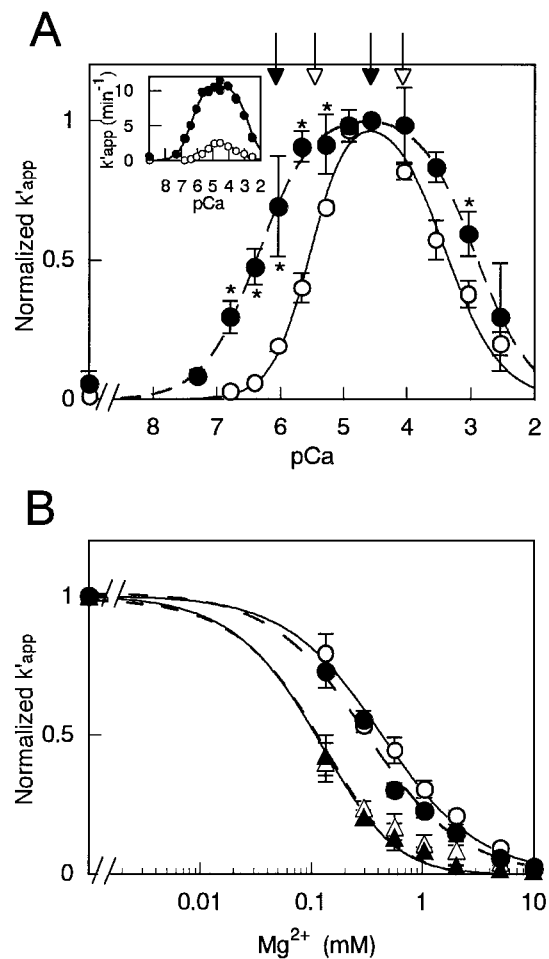 A
k'app (min-1)
10
5
0
8 7 6 5 4 3 2
pCa
Normalized k'app
1
0.5
0
* * * * * * *
8 7 6 5 4 3 2
pCa
B
Normalized k'app
1
0.5
0
0.01 0.1 1 10
Mg2+ (mM)